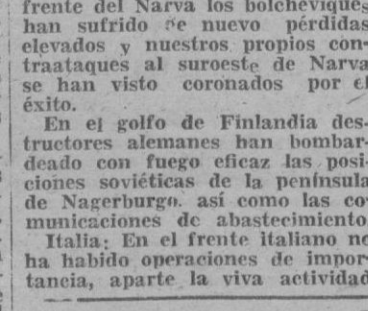 frente del Narva los bolcheviques
han sufrido de nuevo pérdidas
elevados y nuestros propios con-
traataques al suroeste de Narva
se han visto coronados por el
éxito.
En el golfo de Finlandia des-
tructores alemanes han bombar-
deado con fuego eficaz las posi-
ciones soviéticas de la península
de Nagerburgo. así como las co-
municaciones de abastecimiento
Italia: En el frente italiano no
ha habido operaciones de impor-
tancia, aparte la viva actividad